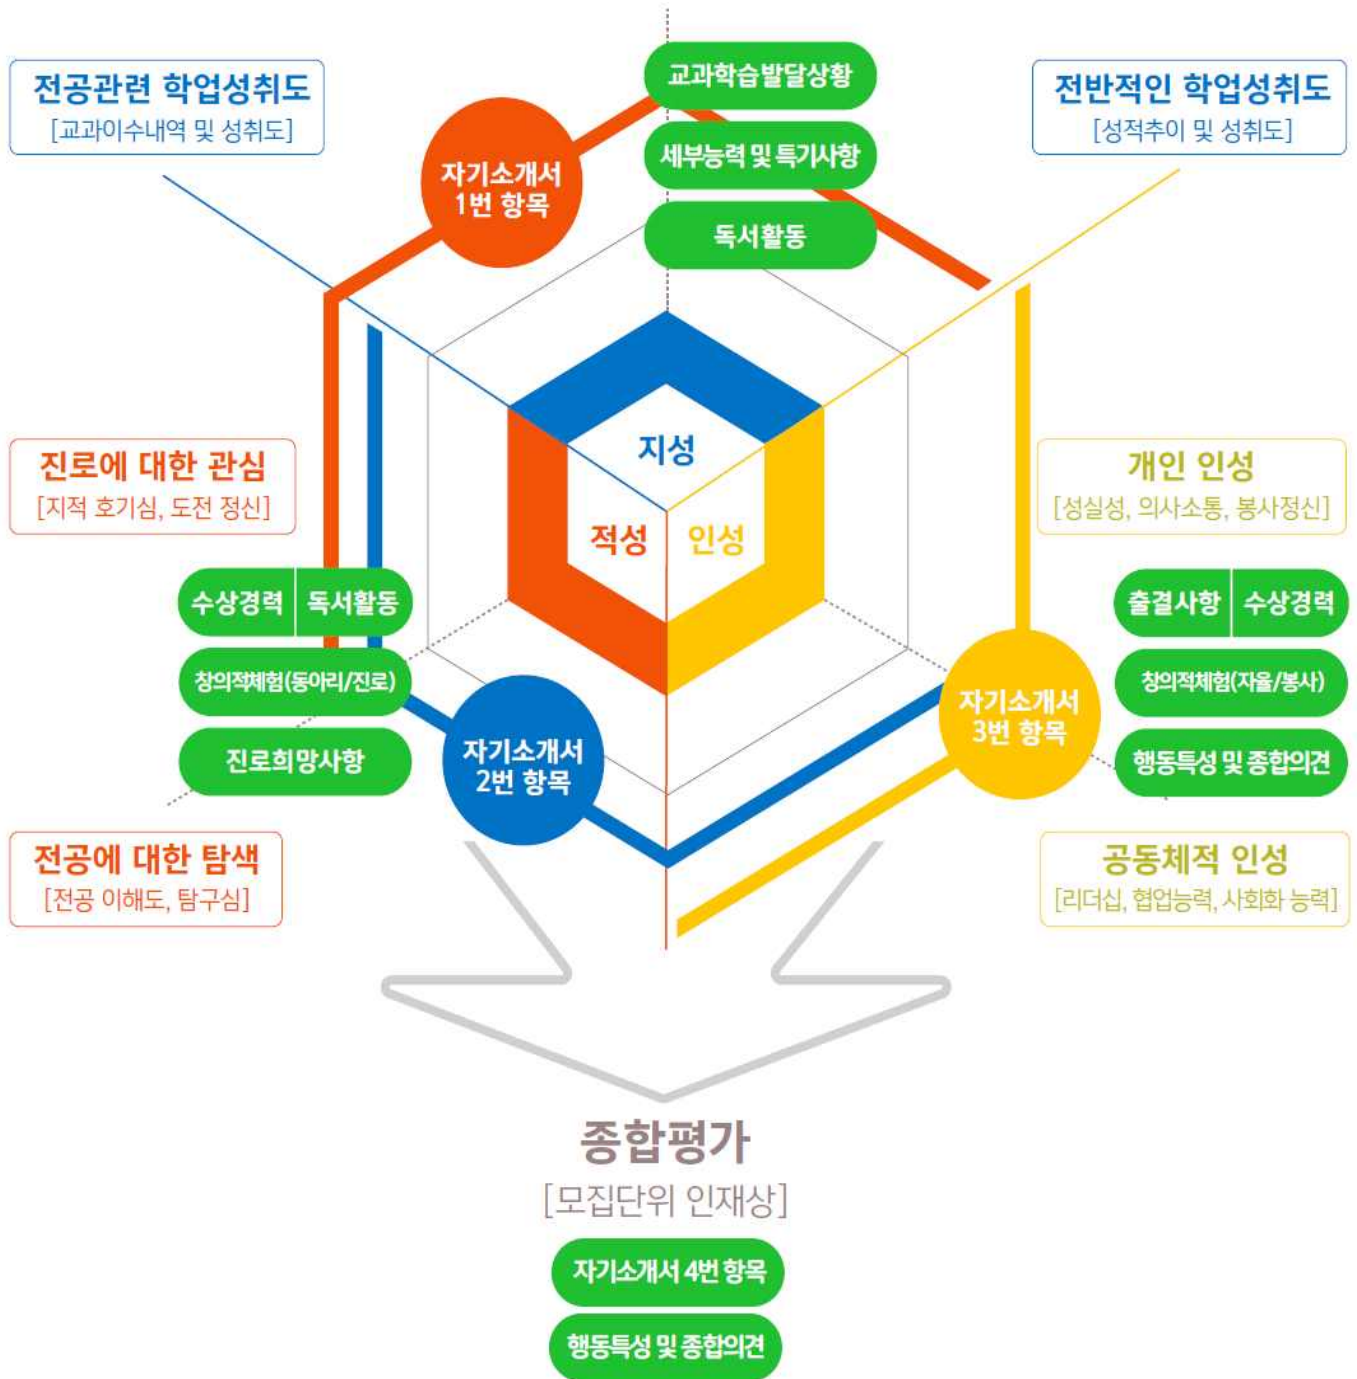 전공관련 학업성취도
[교과이수내역 및 성취도]
교과학습발달상황
세부능력 및 특기사항
독서활동
전반적인 학업성취도
[성적추이 및 성취도]
자기소개서
1번 항목
지성
적성
인성
진로에 대한 관심
[지적 호기심, 도전 정신]
개인 인성
[성실성, 의사소통, 봉사정신]
수상경력 독서활동
창의적체험(동아리/진로)
진로희망사항
출결사항 수상경력
창의적체험(자율/봉사)
행동특성 및 종합의견
자기소개서
2번 항목
자기소개서
3번 항목
전공에 대한 탐색
[전공 이해도, 탐구심]
공동체적 인성
[리더십, 협업능력, 사회화 능력]
종합평가
[모집단위 인재상]
자기소개서 4번 항목
행동특성 및 종합의견